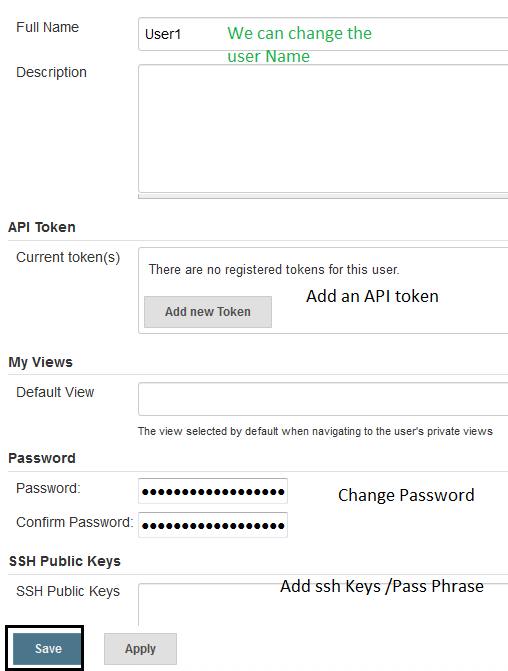 Full Name
User1
We can change the
user Name
Description
API Token
Current token(s)
There are no registered tokens for this user.
Add an API token
Add new Token
My Views
Default View
The view selected by default when navigating to the user's private views
Password
Password:
●●●●●●●●●●●●●●●●●●
Change Password
Confirm Password:
●●●●●●●●●●●●●●●●●●
SSH Public Keys
SSH Public Keys
Add ssh Keys /Pass Phrase
Save
Apply